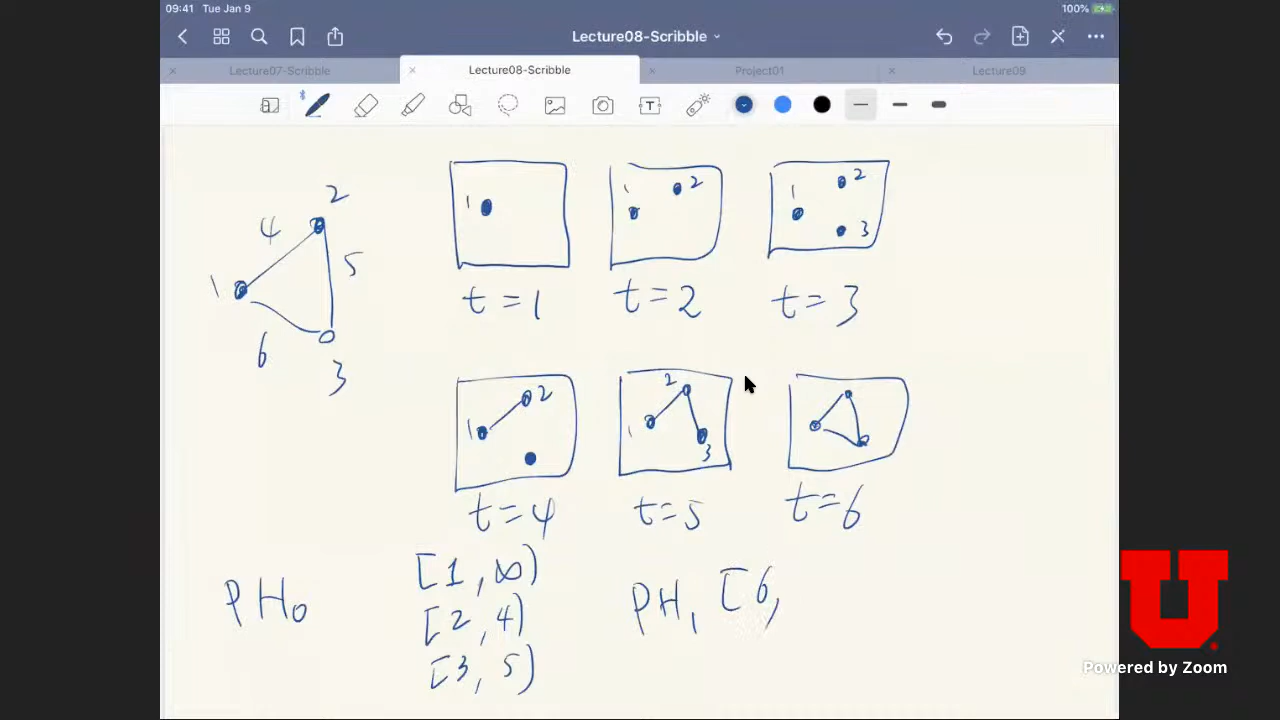 09:41 Tue Jan 9 100%
Lecture08-Scribble
Lecture07-Scribble Lecture08-Scribble Project01 Lecture09
T
2
4
5
1
6
3
1
1 2
1 2 3
t = 1 t = 2 t = 3
1 2
1 2 3
t = 4 t = 5 t = 6
PH₀ [1, ∞)
[2, 4)
[3, 5)
PH₁ [6,
U
Powered by Zoom